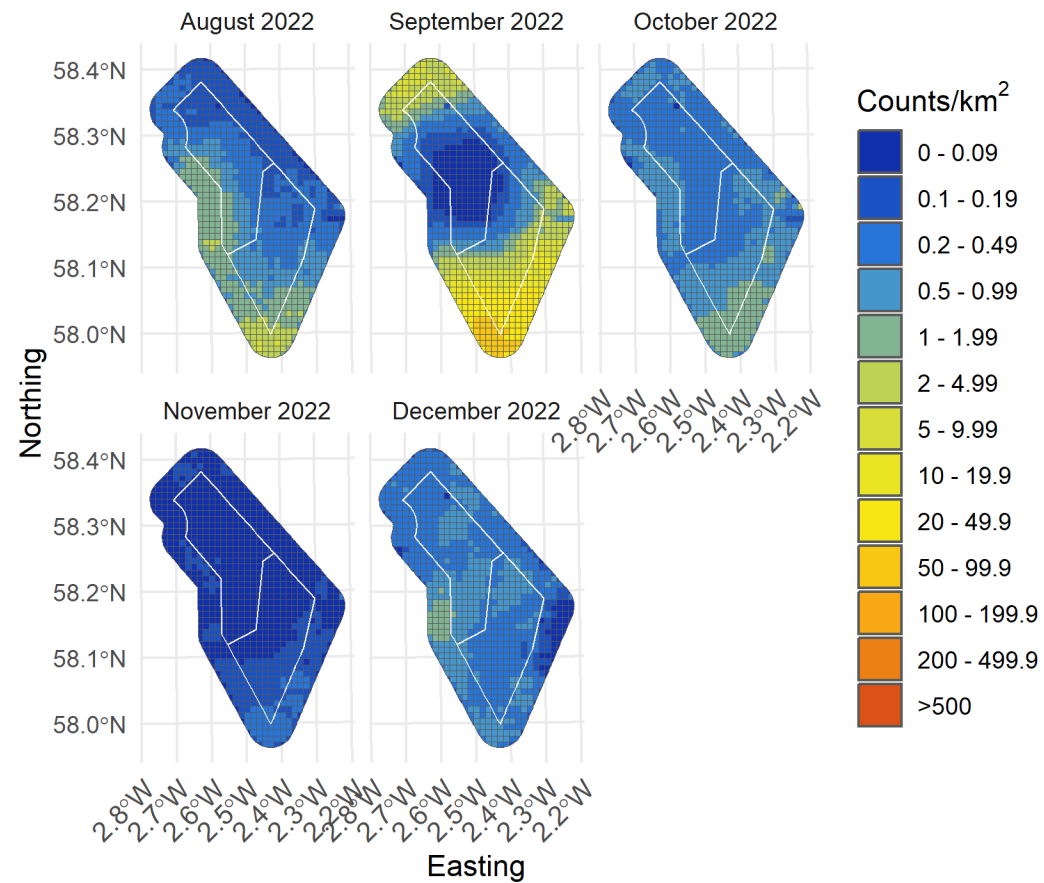 August 2022
September 2022
October 2022
58.4°N
58.3°N
58.2°N
58.1°N
58.0°N
2.8°W
2.7°W
2.6°W
2.5°W
2.4°W
2.3°W
2.2°W
November 2022
December 2022
58.4°N
58.3°N
58.2°N
58.1°N
58.0°N
2.8°W
2.7°W
2.6°W
2.5°W
2.4°W
2.3°W
2.2°W
2.8°W
2.7°W
2.6°W
2.5°W
2.4°W
2.3°W
2.2°W
Northing
Easting
Counts/km²
0 - 0.09
0.1 - 0.19
0.2 - 0.49
0.5 - 0.99
1 - 1.99
2 - 4.99
5 - 9.99
10 - 19.9
20 - 49.9
50 - 99.9
100 - 199.9
200 - 499.9
>500